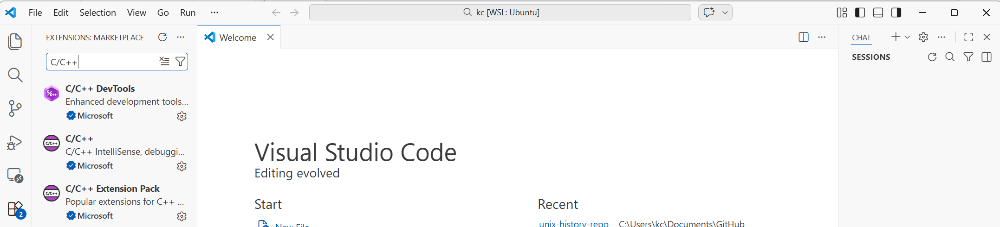 File Edit Selection View Go Run ···
kc [WSL: Ubuntu]
EXTENSIONS: MARKETPLACE
C/C++
C/C++ DevTools
Enhanced development tools...
Microsoft
C/C++
C/C++ IntelliSense, debuggi...
Microsoft
C/C++ Extension Pack
Popular extensions for C++ ...
Microsoft
2
Welcome
Visual Studio Code
Editing evolved
Start
New File
Recent
unix-history-repo C:\Users\kc\Documents\GitHub
CHAT
SESSIONS